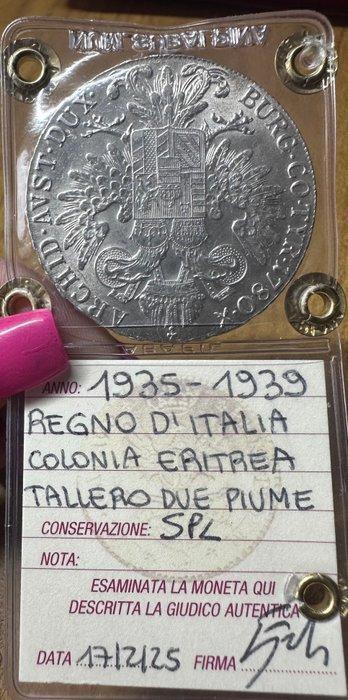 ARCHID·AVST·DUX· BURG·CO·TYR·1780·X
ANNO: 1935-1939
REGNO D'ITALIA
COLONIA ERITREA
TALLERO DUE PIUME
CONSERVAZIONE: SPL
NOTA:
ESAMINATA LA MONETA QUI
DESCRITTA LA GIUDICO AUTENTICA
DATA 17/2/25 FIRMA